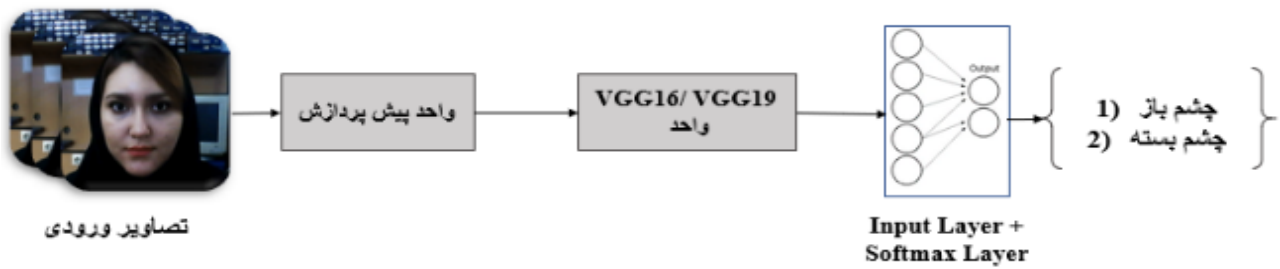 تصاویر ورودی
واحد پیش پردازش
VGG16/ VGG19
واحد
Output
Input Layer +
Softmax Layer
1) چشم باز
2) چشم بسته